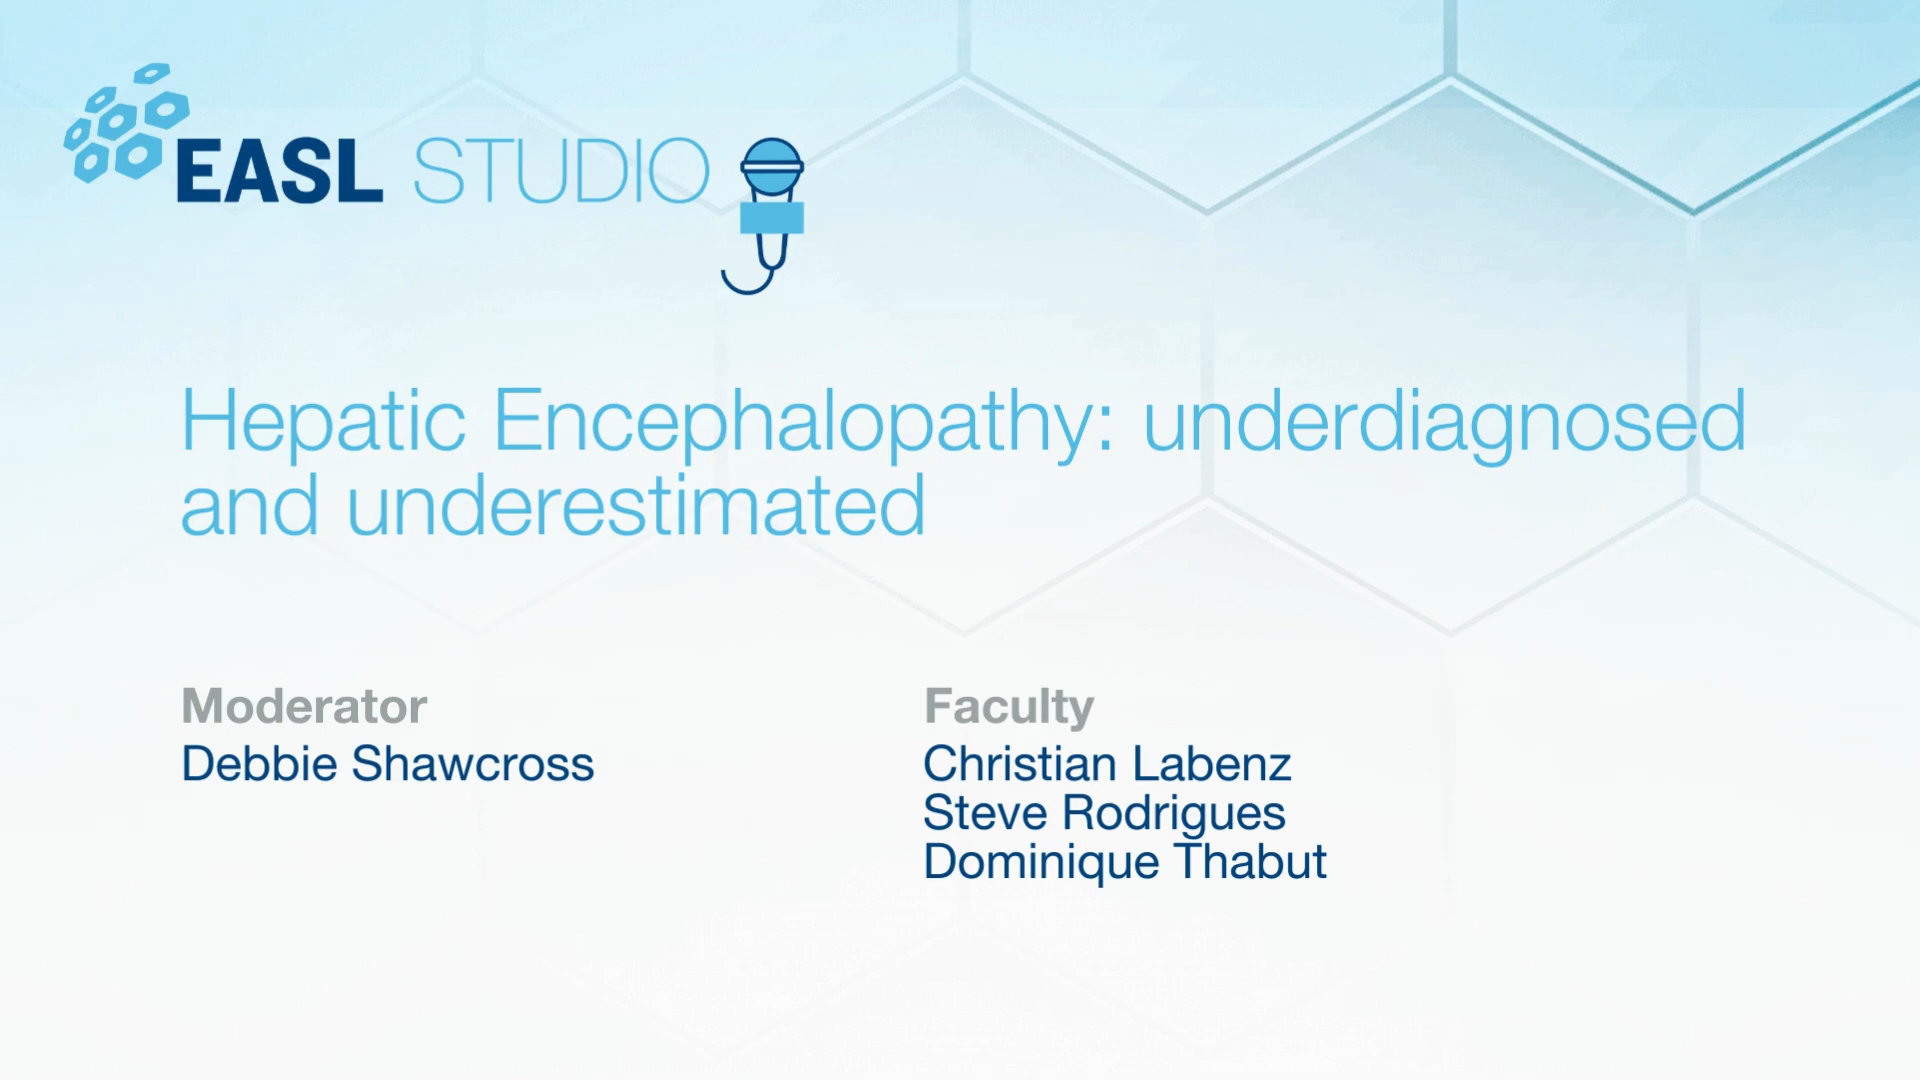 EASL STUDIO
Hepatic Encephalopathy: underdiagnosed
and underestimated
Moderator
Debbie Shawcross
Faculty
Christian Labenz
Steve Rodrigues
Dominique Thabut